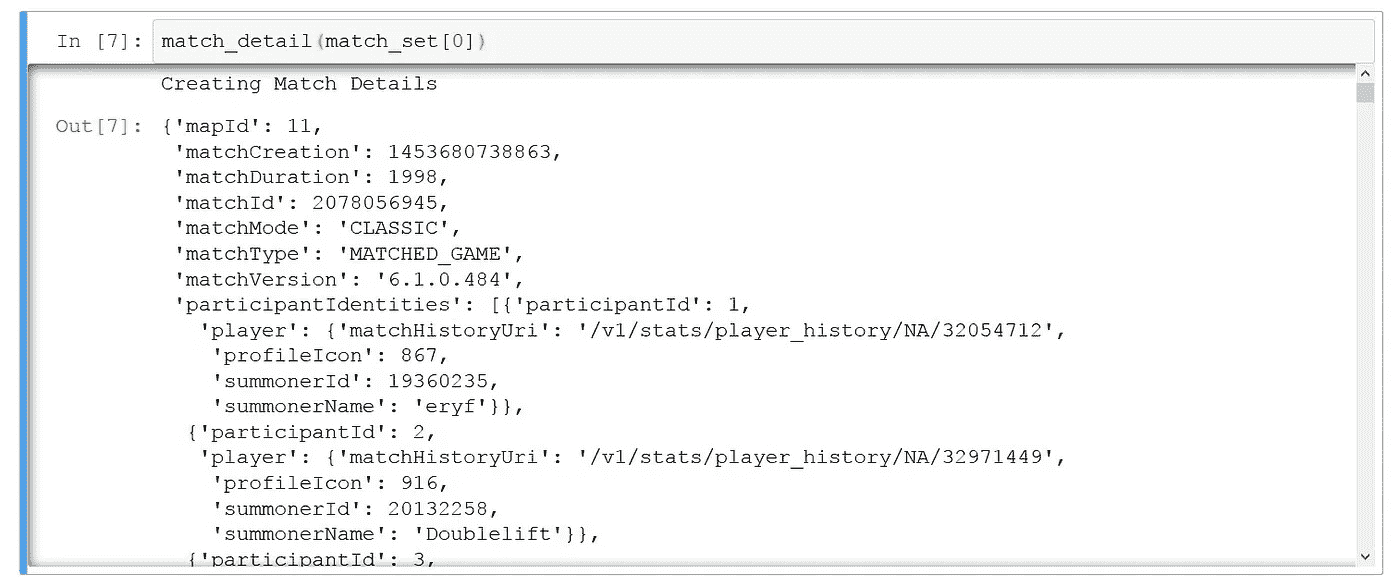 In [7]: match_detail(match_set[0])
Creating Match Details
Out[7]: {'mapId': 11,
'matchCreation': 1453680738863,
'matchDuration': 1998,
'matchId': 2078056945,
'matchMode': 'CLASSIC',
'matchType': 'MATCHED_GAME',
'matchVersion': '6.1.0.484',
'participantIdentities': [{'participantId': 1,
'player': {'matchHistoryUri': '/v1/stats/player_history/NA/32054712',
'profileIcon': 867,
'summonerId': 19360235,
'summonerName': 'eryf'}},
{'participantId': 2,
'player': {'matchHistoryUri': '/v1/stats/player_history/NA/32971449',
'profileIcon': 916,
'summonerId': 20132258,
'summonerName': 'Doublelift'}},
{'participantId': 3,